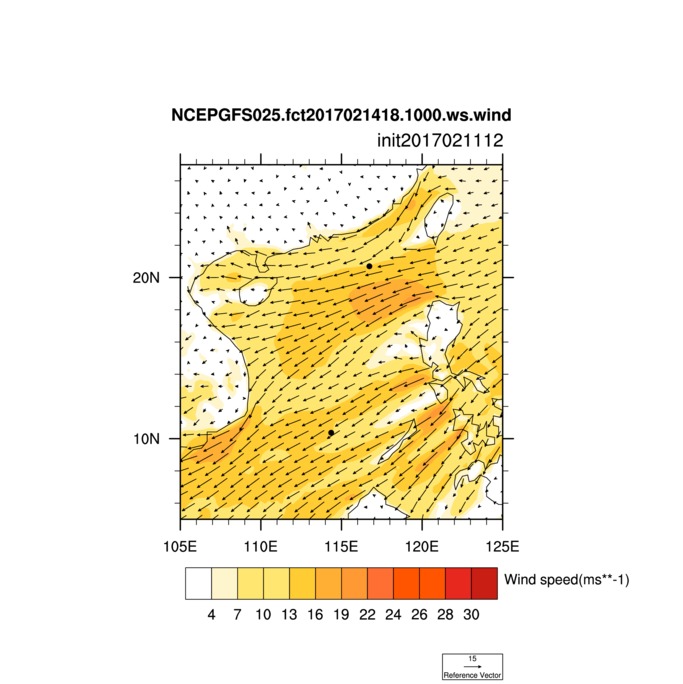 NCEPGFS025.fct2017021418.1000.ws.wind
init2017021112
20N
10N
105E 110E 115E 120E 125E
Wind speed(ms**-1)
4 7 10 13 16 19 22 24 26 28 30
15
Reference Vector